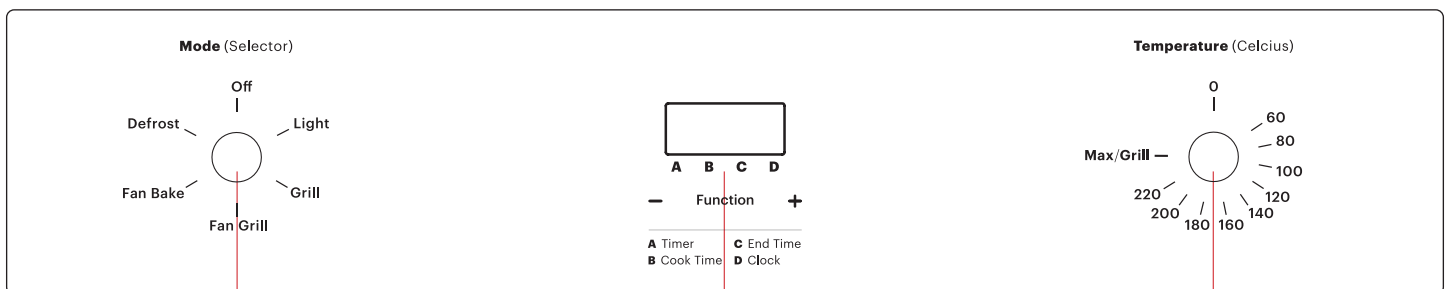 Mode (Selector)
Off
Defrost
Light
Fan Bake
Grill
Fan Grill
A B C D
− Function +
A Timer
C End Time
B Cook Time
D Clock
Temperature (Celcius)
0
60
80
Max/Grill
100
120
220
200
140
180
160